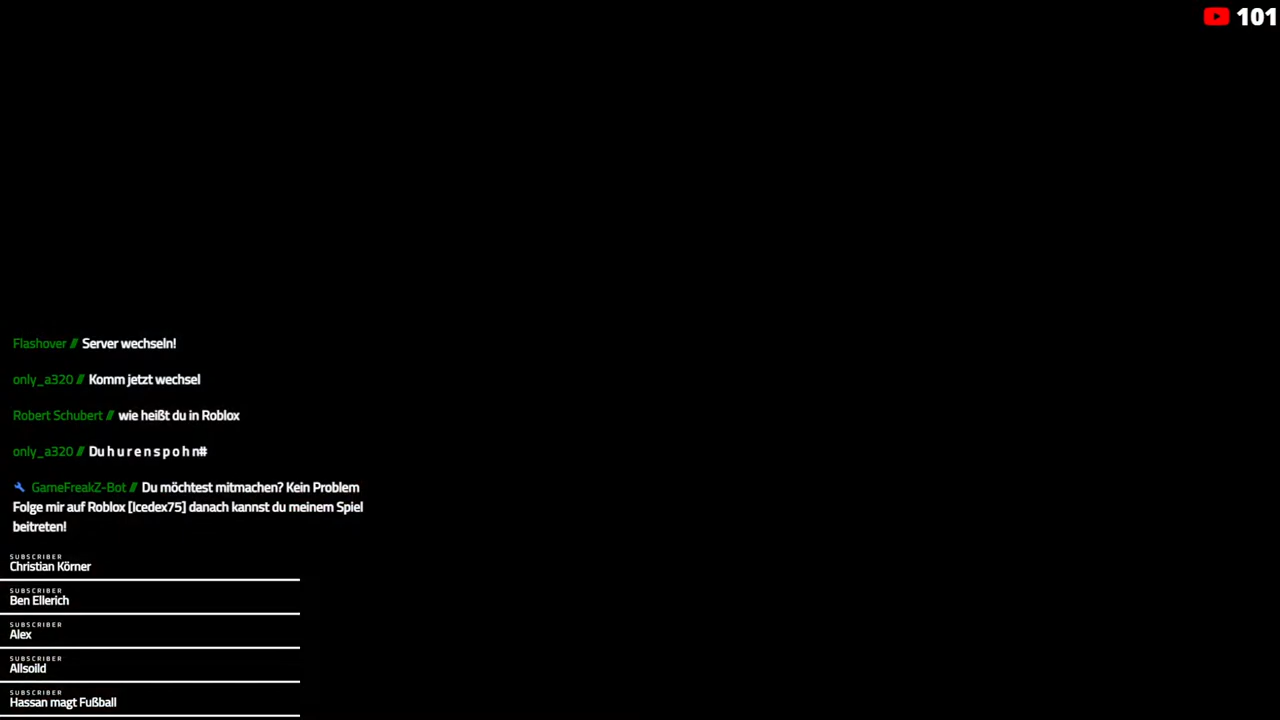 101
Flashover // Server wechseln!
only_a320 // Komm jetzt wechsel
Robert Schubert // wie heißt du in Roblox
only_a320 // Du h u r e n s p o h n#
GameFreakZ-Bot // Du möchtest mitmachen? Kein Problem
Folge mir auf Roblox [Icedex75] danach kannst du meinem Spiel
beitreten!
SUBSCRIBER
Christian Körner
SUBSCRIBER
Ben Ellerich
SUBSCRIBER
Alex
SUBSCRIBER
Allsoild
SUBSCRIBER
Hassan magt Fußball